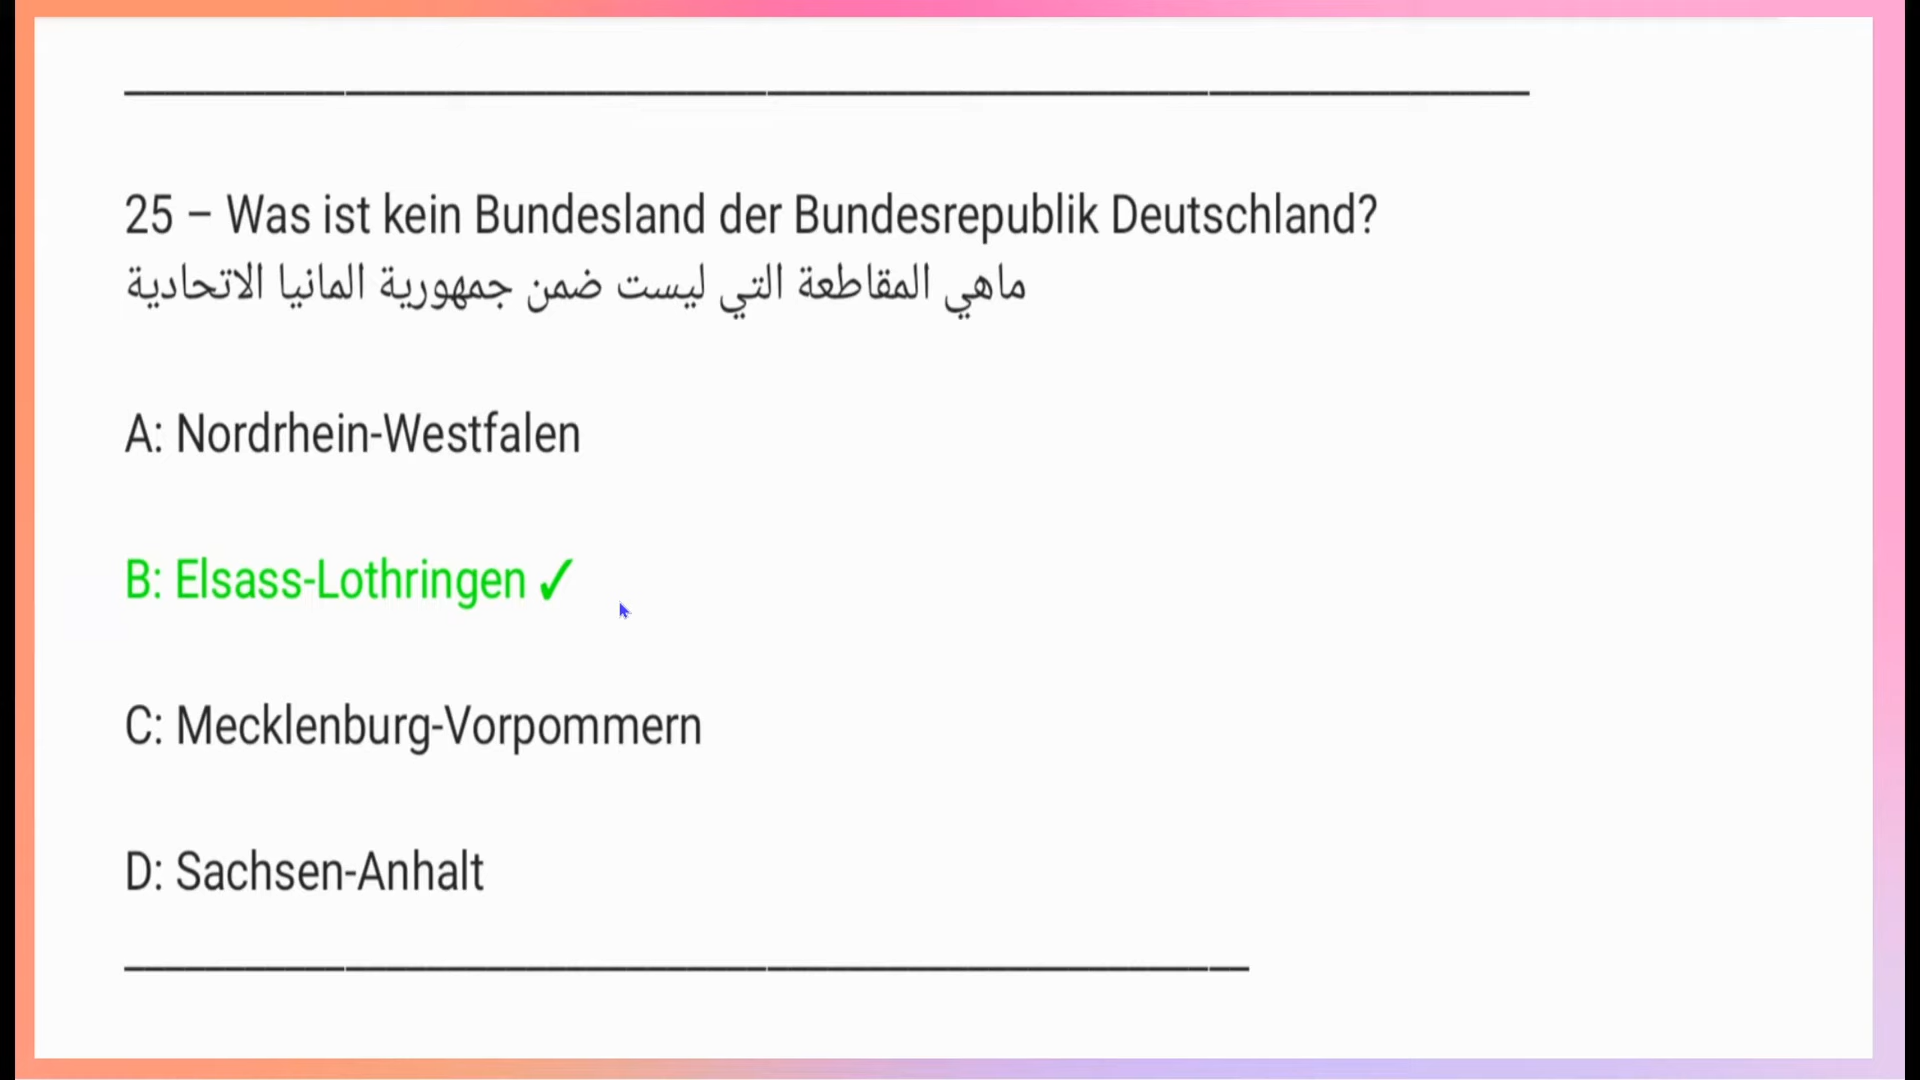 25 – Was ist kein Bundesland der Bundesrepublik Deutschland?
ماهي المقاطعة التي ليست ضمن جمهورية المانيا الاتحادية
A: Nordrhein-Westfalen
B: Elsass-Lothringen ✓
C: Mecklenburg-Vorpommern
D: Sachsen-Anhalt